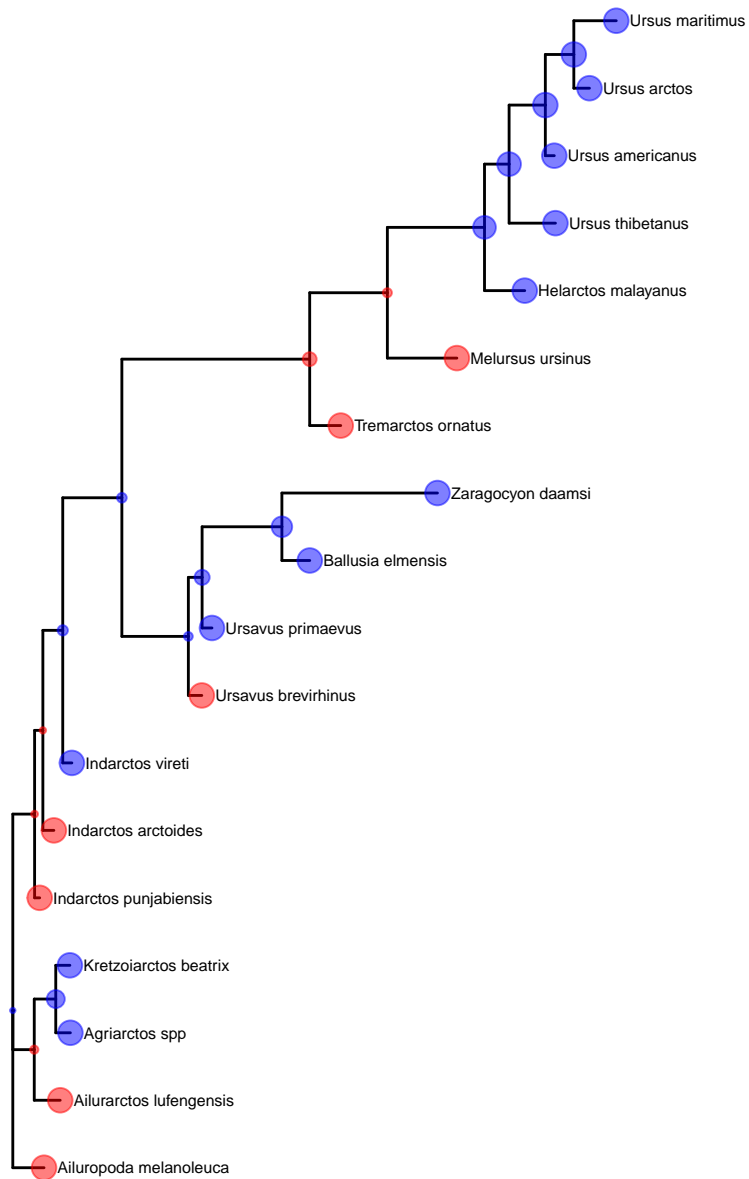 Ursus maritimus
Ursus arctos
Ursus americanus
Ursus thibetanus
Helarctos malayanus
Melursus ursinus
Tremarctos ornatus
Zaragocyon daamsi
Ballusia elmensis
Ursavus primaevus
Ursavus brevirhinus
Indarctos vireti
Indarctos arctoides
Indarctos punjabiensis
Kretzoiarctos beatrix
Agriarctos spp
Ailurarctos lufengensis
Ailuropoda melanoleuca